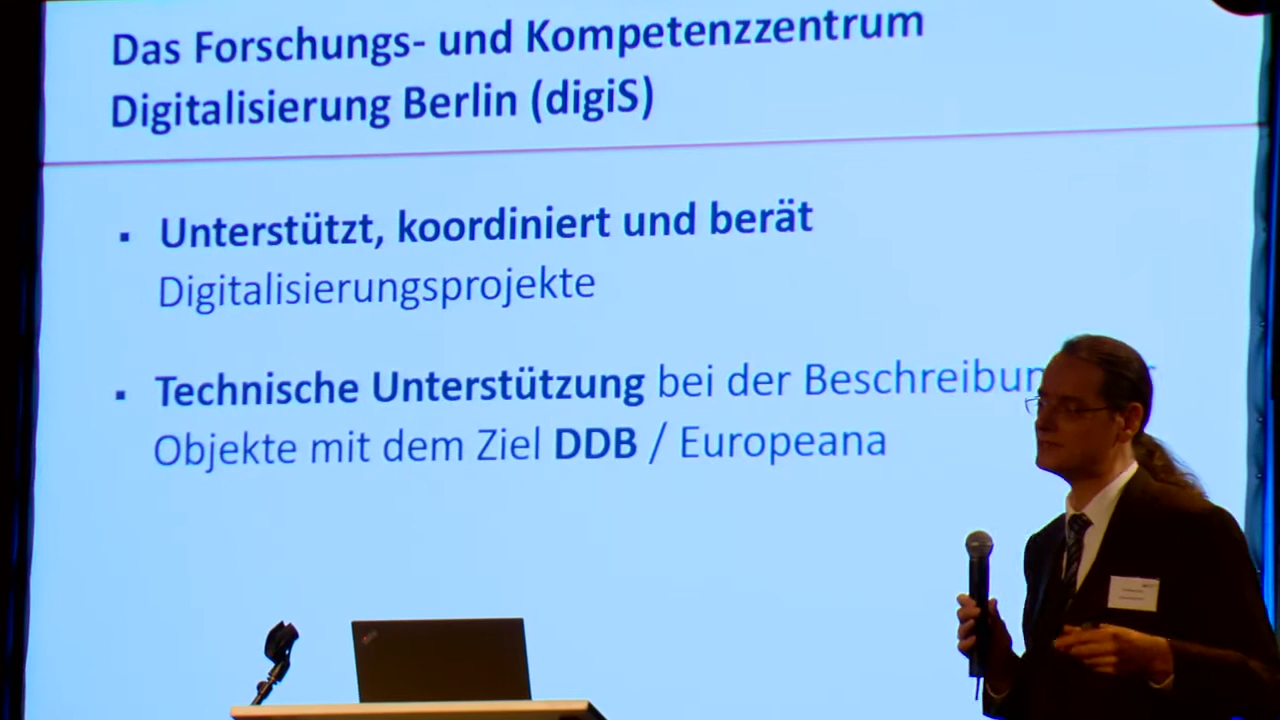 Das Forschungs- und Kompetenzzentrum
Digitalisierung Berlin (digiS)
▪ Unterstützt, koordiniert und berät
Digitalisierungsprojekte
▪ Technische Unterstützung bei der
Objekte mit dem Ziel DDB / Europeana